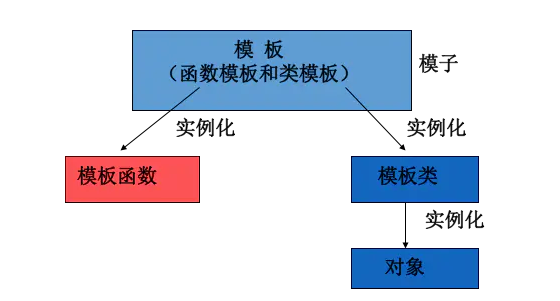 模 板
（函数模板和类模板）
模子
实例化
实例化
模板函数
模板类
实例化
对象